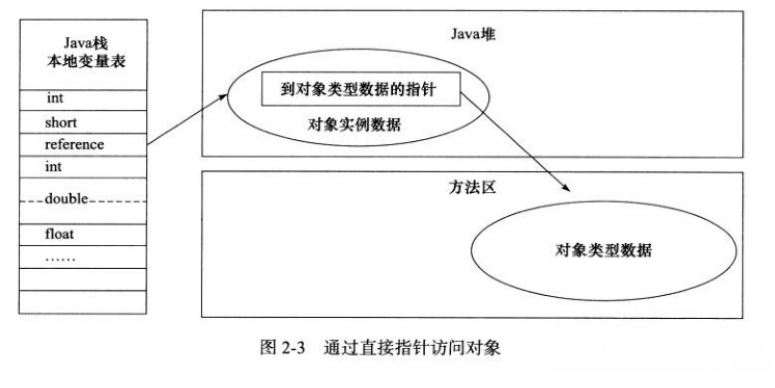 Java栈
本地变量表
int
short
reference
int
double
float
……
Java堆
到对象类型数据的指针
对象实例数据
方法区
对象类型数据
图 2-3 通过直接指针访问对象